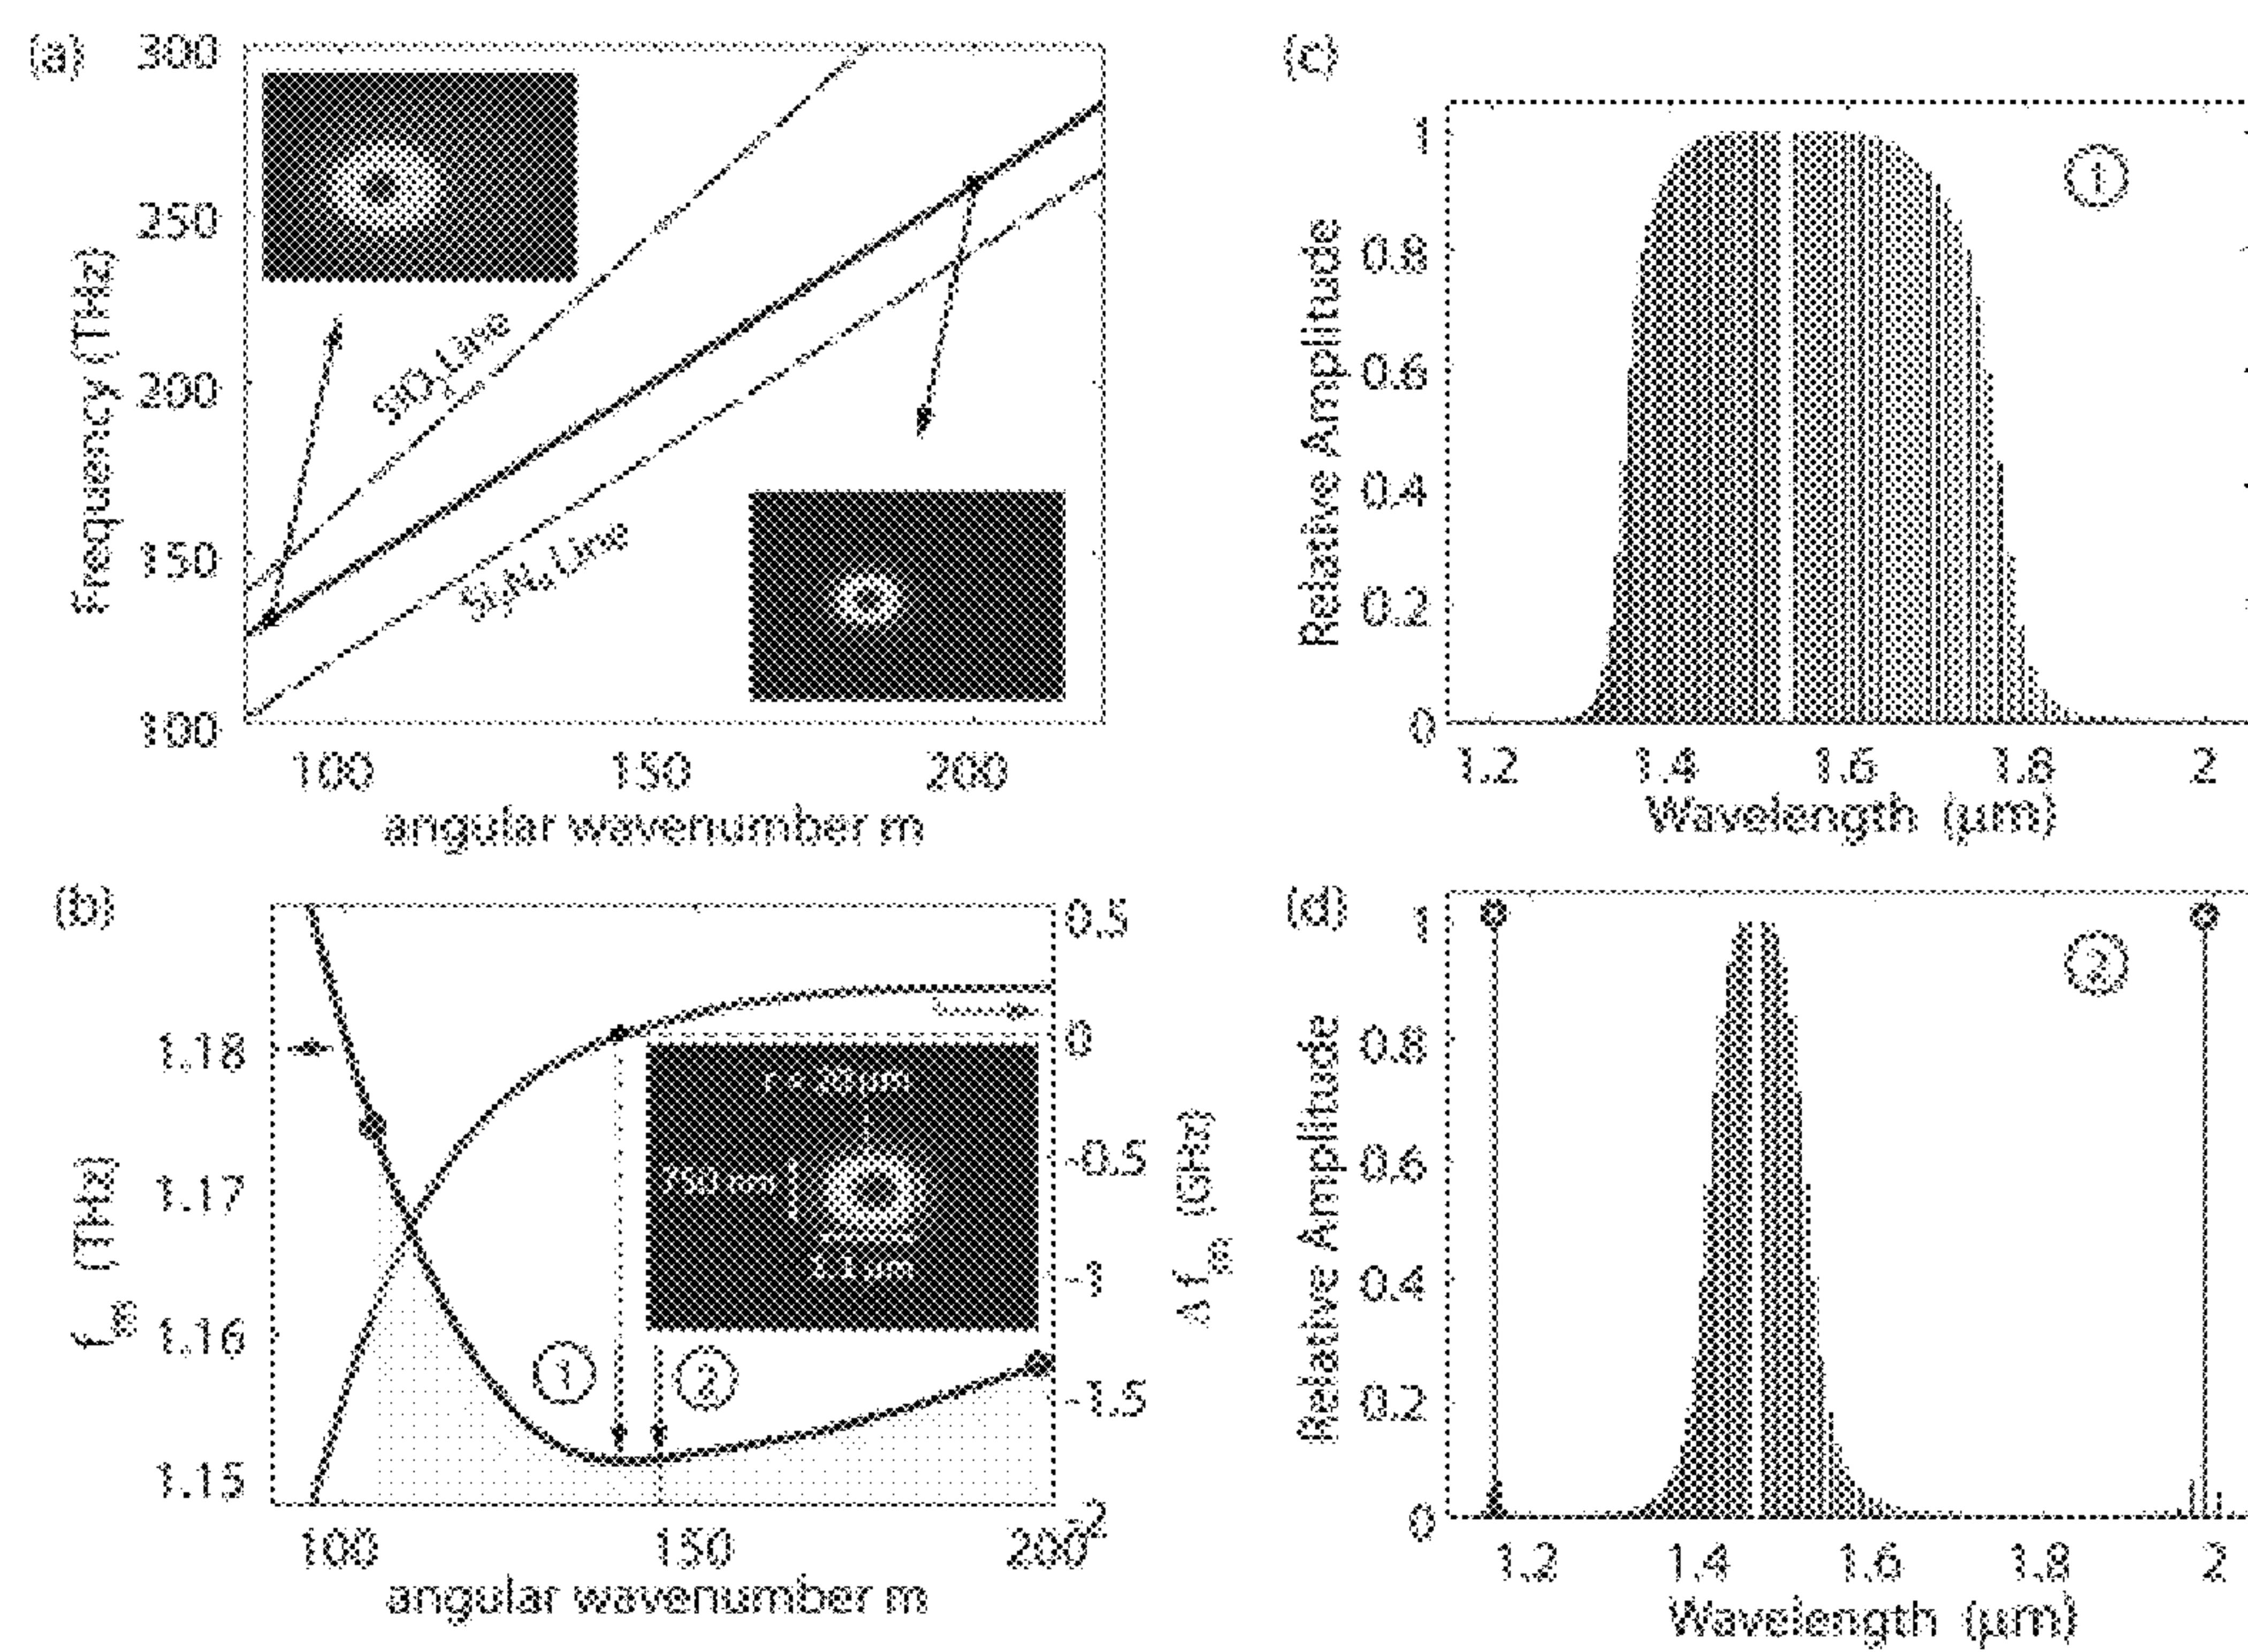 (a)
300
250
200
150
100
Frequency (THz)
SiO2 Line
Si3N4 Line
100 150 200
angular wavenumber m
(b)
1.18
1.17
1.16
1.15
fFSR (THz)
0.5
0
-0.5
-1
-1.5
-2
Δ fFSR (GHz)
r = 20 μm
750 nm
1.1 μm
1
2
100 150 200
angular wavenumber m
(c)
1
0.8
0.6
0.4
0.2
0
Relative Amplitude
1
1.2 1.4 1.6 1.8 2
Wavelength (μm)
(d)
1
0.8
0.6
0.4
0.2
0
Relative Amplitude
2
1.2 1.4 1.6 1.8 2
Wavelength (μm)